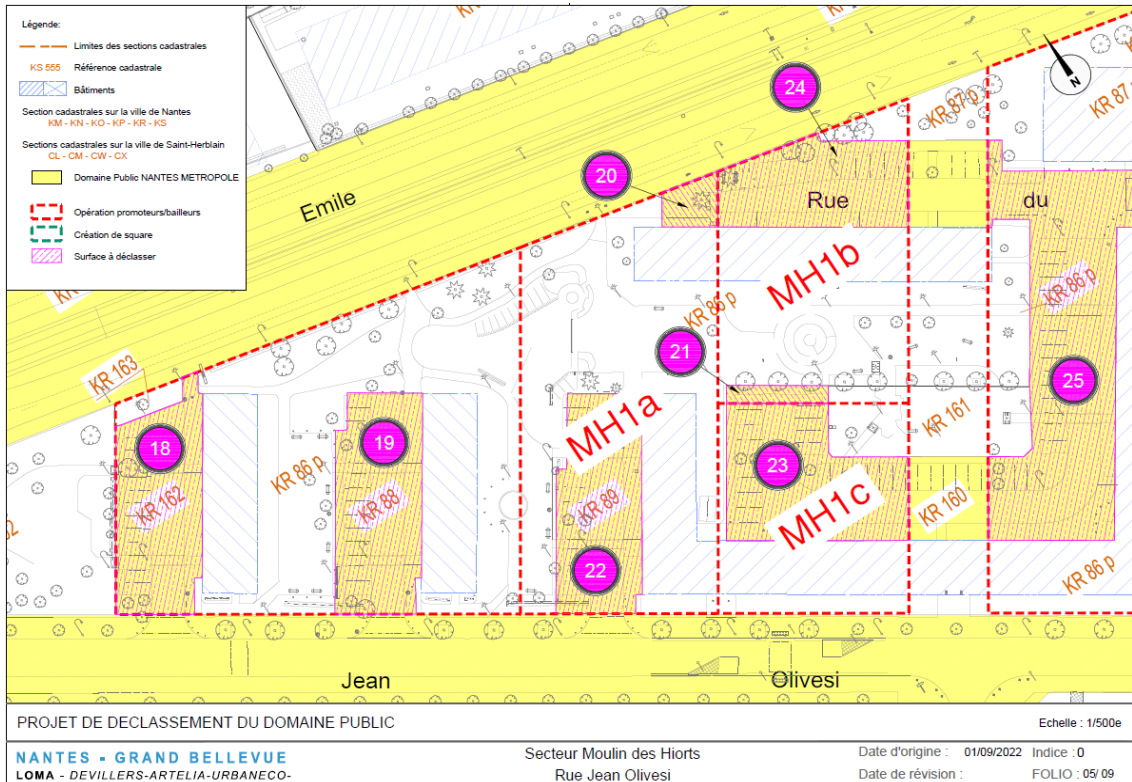 Légende:
Limites des sections cadastrales
KS 555 Référence cadastrale
Bâtiments
Section cadastrales sur la ville de Nantes
KM - KN - KO - KP - KR - KS
Sections cadastrales sur la ville de Saint-Herblain
CL - CM - CW - CX
Domaine Public NANTES METROPOLE
Opération promoteurs/bailleurs
Création de square
Surface à déclasser
N
24
KR 87 p
KR 87
20
Emile
Rue
du
MH1b
KR 86 p
KR 86 p
21
25
KR 163
KR 161
18
19
MH1a
KR 86 p
23
KR 162
KR 88
KR 89
MH1c
KR 160
22
KR 86 p
Jean
Olivesi
PROJET DE DECLASSEMENT DU DOMAINE PUBLIC
Echelle : 1/500e
NANTES - GRAND BELLEVUE
LOMA - DEVILLERS-ARTELIA-URBANECO-
Secteur Moulin des Hiorts
Rue Jean Olivesi
Date d'origine : 01/09/2022 Indice : 0
Date de révision : FOLIO : 05/ 09